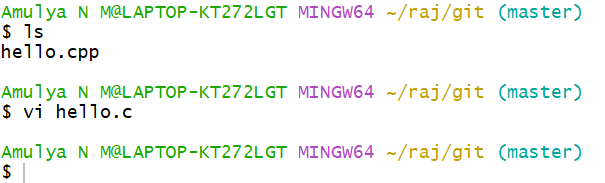 Amulya N M@LAPTOP-KT272LGT MINGW64 ~/raj/git (master)
$ ls
hello.cpp
Amulya N M@LAPTOP-KT272LGT MINGW64 ~/raj/git (master)
$ vi hello.c
Amulya N M@LAPTOP-KT272LGT MINGW64 ~/raj/git (master)
$